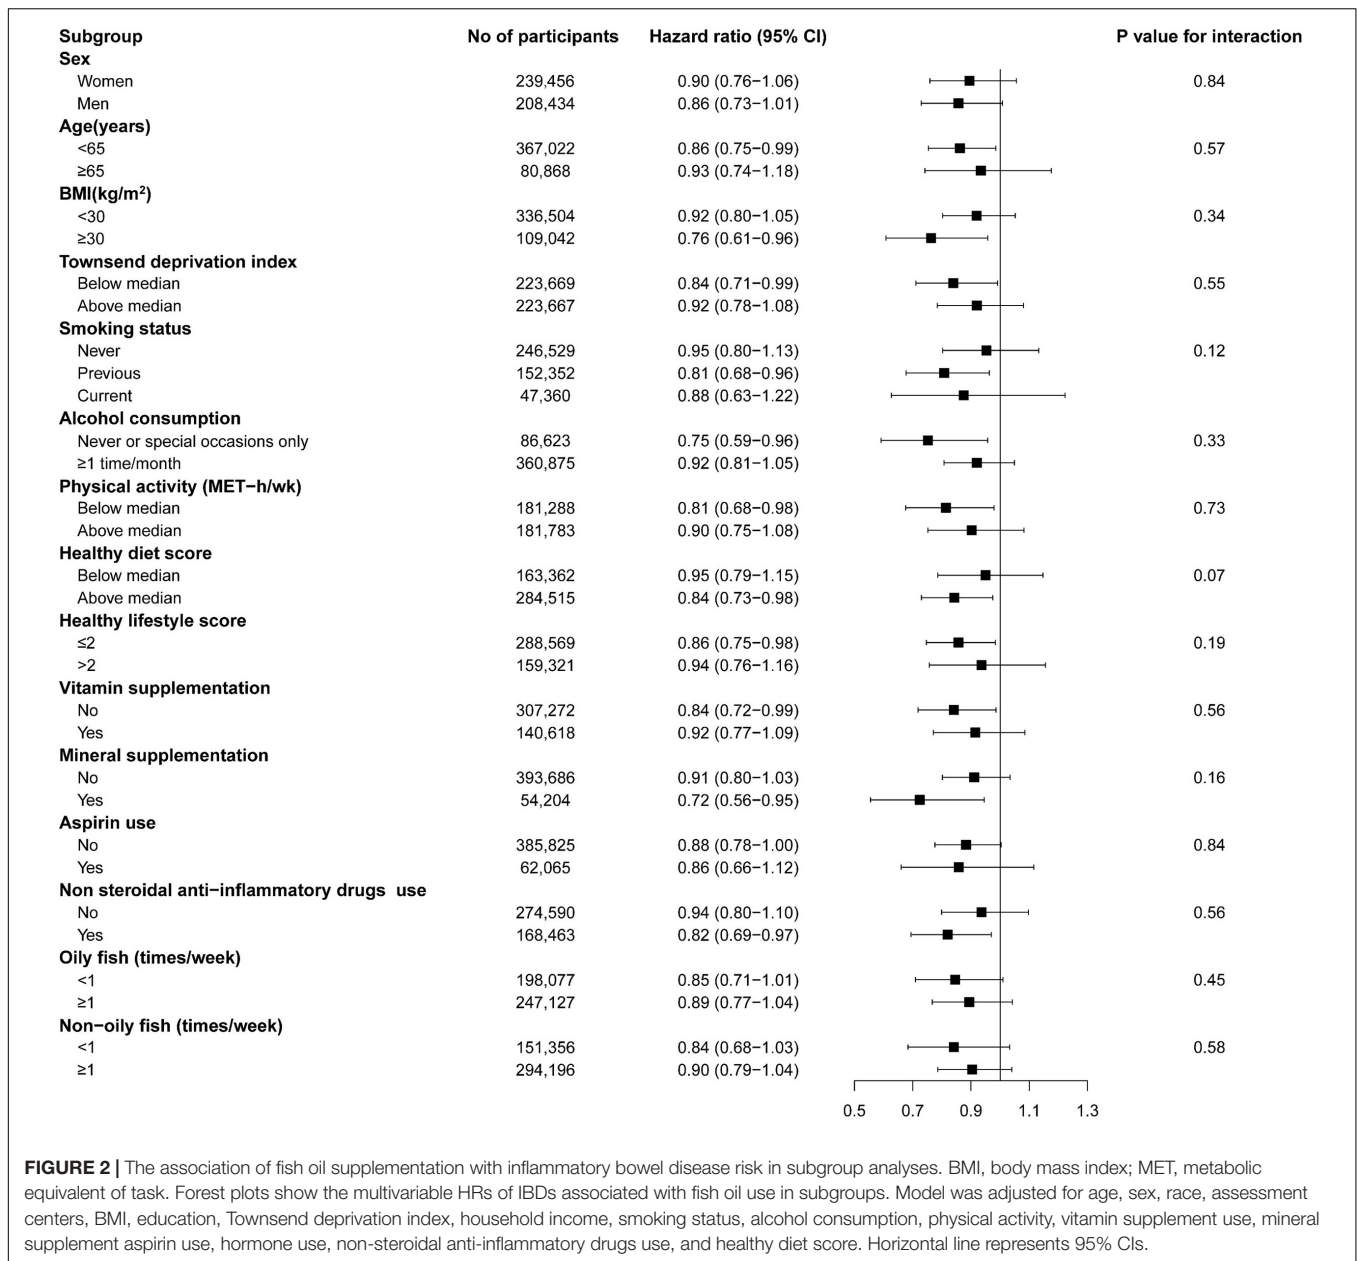 Subgroup No of participants Hazard ratio (95% CI) P value for interaction
Sex
Women 239,456 0.90 (0.76−1.06) 0.84
Men 208,434 0.86 (0.73−1.01)
Age(years)
<65 367,022 0.86 (0.75−0.99) 0.57
≥65 80,868 0.93 (0.74−1.18)
BMI(kg/m²)
<30 336,504 0.92 (0.80−1.05) 0.34
≥30 109,042 0.76 (0.61−0.96)
Townsend deprivation index
Below median 223,669 0.84 (0.71−0.99) 0.55
Above median 223,667 0.92 (0.78−1.08)
Smoking status
Never 246,529 0.95 (0.80−1.13) 0.12
Previous 152,352 0.81 (0.68−0.96)
Current 47,360 0.88 (0.63−1.22)
Alcohol consumption
Never or special occasions only 86,623 0.75 (0.59−0.96) 0.33
≥1 time/month 360,875 0.92 (0.81−1.05)
Physical activity (MET−h/wk)
Below median 181,288 0.81 (0.68−0.98) 0.73
Above median 181,783 0.90 (0.75−1.08)
Healthy diet score
Below median 163,362 0.95 (0.79−1.15) 0.07
Above median 284,515 0.84 (0.73−0.98)
Healthy lifestyle score
≤2 288,569 0.86 (0.75−0.98) 0.19
>2 159,321 0.94 (0.76−1.16)
Vitamin supplementation
No 307,272 0.84 (0.72−0.99) 0.56
Yes 140,618 0.92 (0.77−1.09)
Mineral supplementation
No 393,686 0.91 (0.80−1.03) 0.16
Yes 54,204 0.72 (0.56−0.95)
Aspirin use
No 385,825 0.88 (0.78−1.00) 0.84
Yes 62,065 0.86 (0.66−1.12)
Non steroidal anti−inflammatory drugs use
No 274,590 0.94 (0.80−1.10) 0.56
Yes 168,463 0.82 (0.69−0.97)
Oily fish (times/week)
<1 198,077 0.85 (0.71−1.01) 0.45
≥1 247,127 0.89 (0.77−1.04)
Non−oily fish (times/week)
<1 151,356 0.84 (0.68−1.03) 0.58
≥1 294,196 0.90 (0.79−1.04)
0.5 0.7 0.9 1.1 1.3
FIGURE 2 | The association of fish oil supplementation with inflammatory bowel disease risk in subgroup analyses. BMI, body mass index; MET, metabolic
equivalent of task. Forest plots show the multivariable HRs of IBDs associated with fish oil use in subgroups. Model was adjusted for age, sex, race, assessment
centers, BMI, education, Townsend deprivation index, household income, smoking status, alcohol consumption, physical activity, vitamin supplement use, mineral
supplement aspirin use, hormone use, non-steroidal anti-inflammatory drugs use, and healthy diet score. Horizontal line represents 95% CIs.